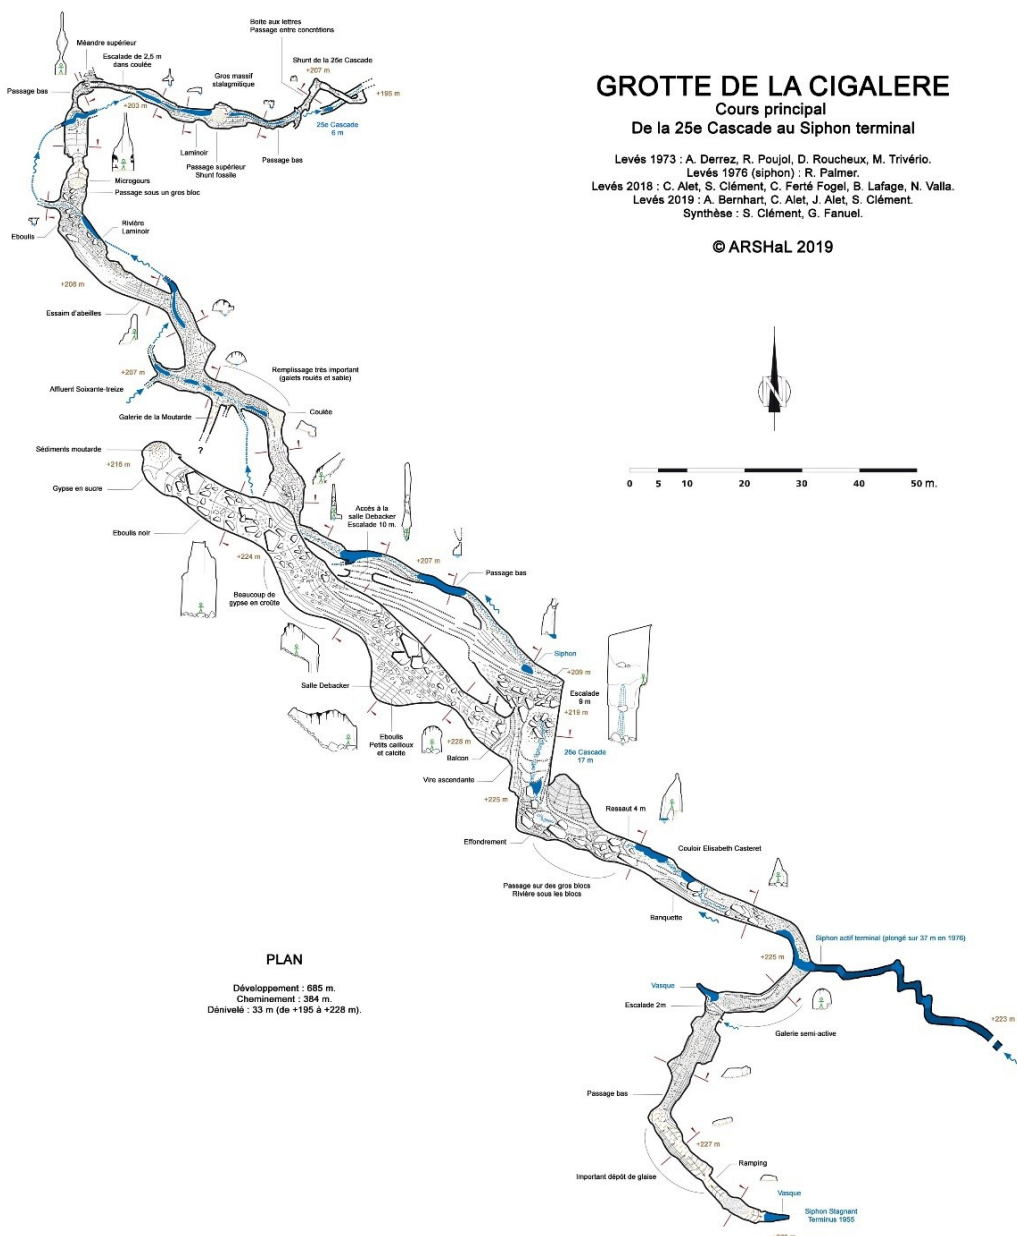 GROTTE DE LA CIGALERE
Cours principal
De la 25e Cascade au Siphon terminal
Levés 1973 : A. Derrez, R. Poujol, D. Roucheux, M. Trivério.
Levés 1976 (siphon) : R. Palmer.
Levés 2018 : C. Alet, S. Clément, C. Ferté Fogel, B. Lafage, N. Valla.
Levés 2019 : A. Bernhart, C. Alet, J. Alet, S. Clément.
Synthèse : S. Clément, G. Fanuel.
© ARSHaL 2019
N
0 5 10 20 30 40 50 m.
Boite aux lettres
Passage entre concrétions
Méandre supérieur
Escalade de 2,5 m
dans coulée
Shunt de la 25e Cascade
+207 m
Gros massif
stalagmitique
Passage bas
+195 m
+203 m
25e Cascade
6 m
Laminoir
Passage bas
Passage supérieur
Shunt fossile
Microgours
Passage sous un gros bloc
Rivière
Laminoir
Eboulis
+208 m
Essaim d'abeilles
+207 m
Remplissage très important
(galets roulés et sable)
Affluent Soixante-treize
Coulée
Galerie de la Moutarde
?
Sédiments moutarde
+216 m
Gypse en sucre
Accès à la
salle Debacker
Escalade 10 m.
Eboulis noir
+224 m
+207 m
Passage bas
Beaucoup de
gypse en croûte
Siphon
+209 m
Salle Debacker
Escalade
9 m
+219 m
Eboulis
Petits cailloux
et calcite
+228 m
Balcon
26e Cascade
17 m
Vire ascendante
+225 m
Ressaut 4 m
Effondrement
Couloir Elisabeth Casteret
Passage sur des gros blocs
Rivière sous les blocs
Banquette
Siphon actif terminal (plongé sur 37 m en 1976)
+225 m
PLAN
Développement : 685 m.
Cheminement : 384 m.
Dénivelé : 33 m (de +195 à +228 m).
Vasque
Escalade 2m
+223 m
Galerie semi-active
Passage bas
+227 m
Ramping
Important dépôt de glaise
Vasque
Siphon Stagnant
Terminus 1955